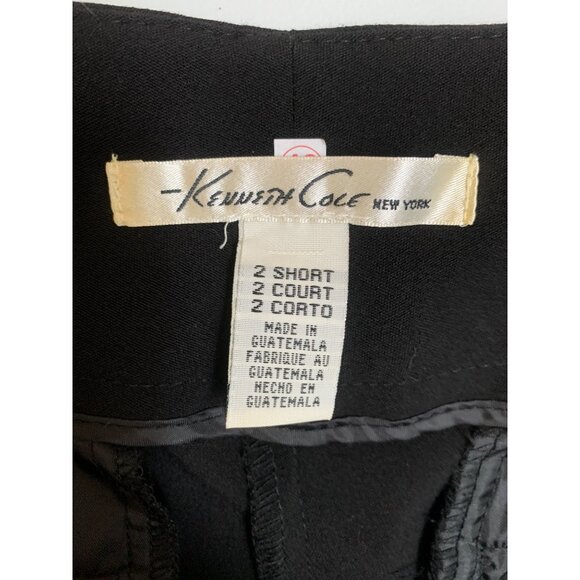 -KENNETH COLE NEW YORK
2 SHORT
2 COURT
2 CORTO
MADE IN
GUATEMALA
FABRIQUE AU
GUATEMALA
HECHO EN
GUATEMALA